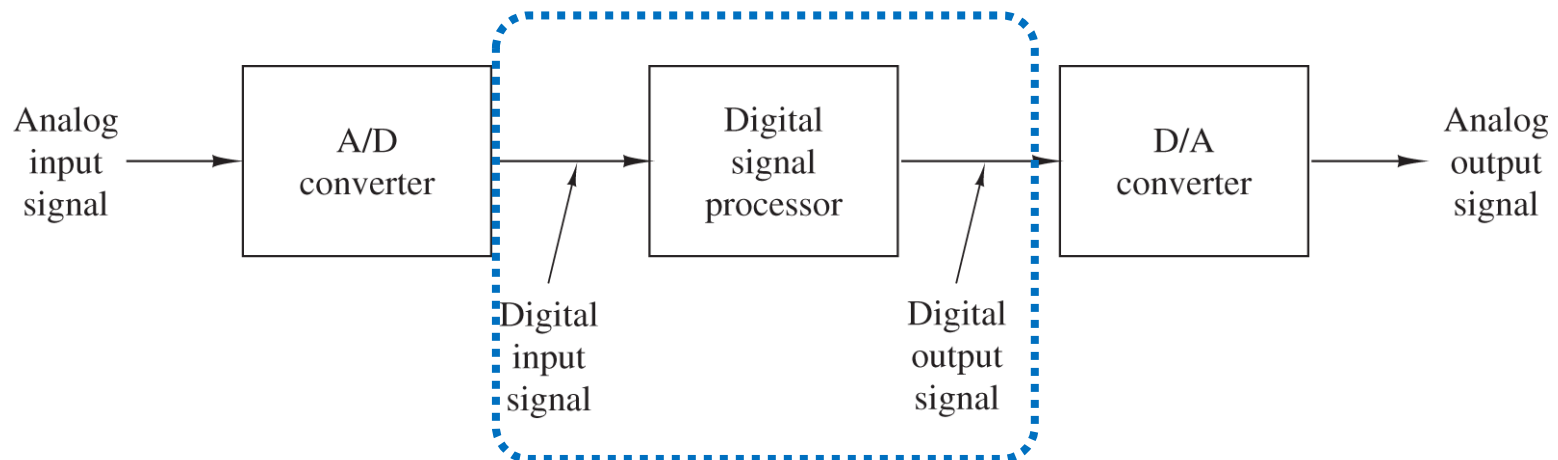 Analog
input
signal
A/D
converter
Digital
input
signal
Digital
signal
processor
Digital
output
signal
D/A
converter
Analog
output
signal